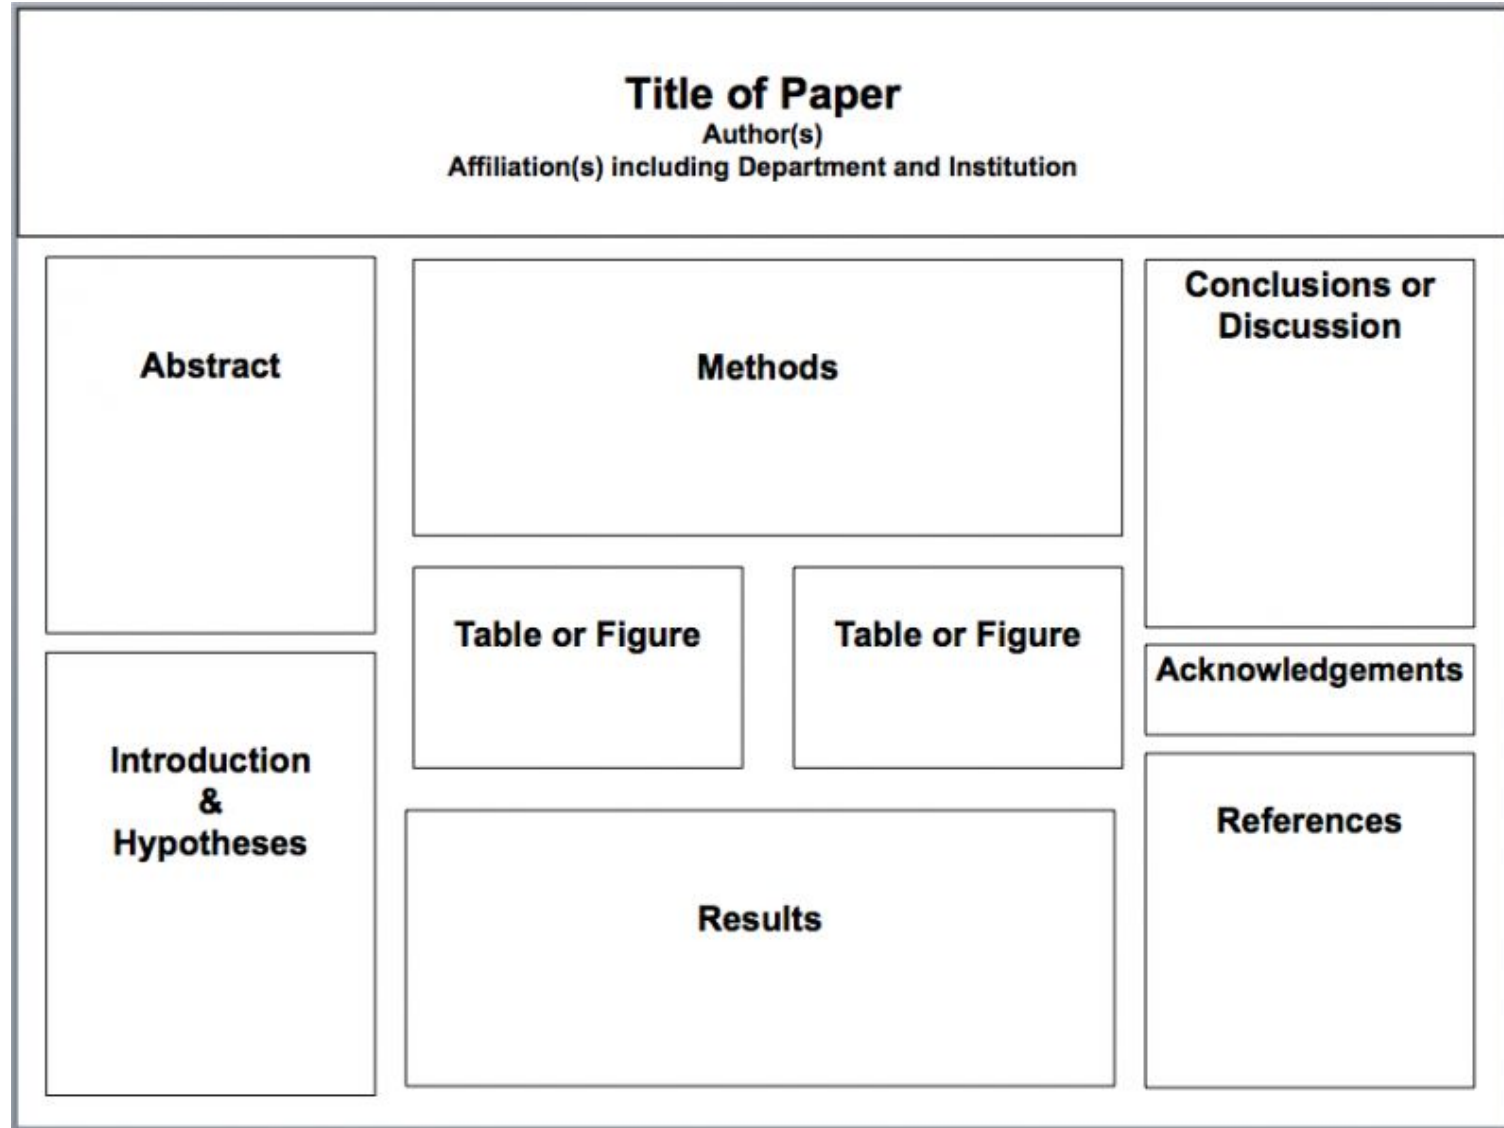 Title of Paper
Author(s)
Affiliation(s) including Department and Institution
Abstract
Introduction
&
Hypotheses
Methods
Table or Figure
Table or Figure
Results
Conclusions or
Discussion
Acknowledgements
References